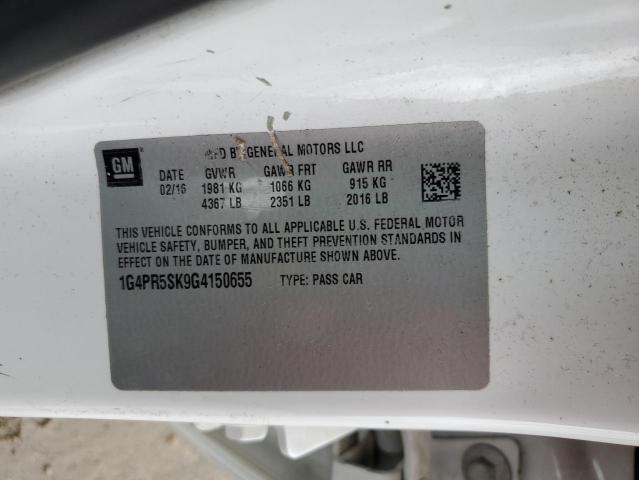 GM
MFD BY GENERAL MOTORS LLC
DATE GVWR GAWR FRT GAWR RR
02/16 1981 KG 1066 KG 915 KG
4367 LB 2351 LB 2016 LB
THIS VEHICLE CONFORMS TO ALL APPLICABLE U.S. FEDERAL MOTOR
VEHICLE SAFETY, BUMPER, AND THEFT PREVENTION STANDARDS IN
EFFECT ON THE DATE OF MANUFACTURE SHOWN ABOVE.
1G4PR5SK9G4150655 TYPE: PASS CAR